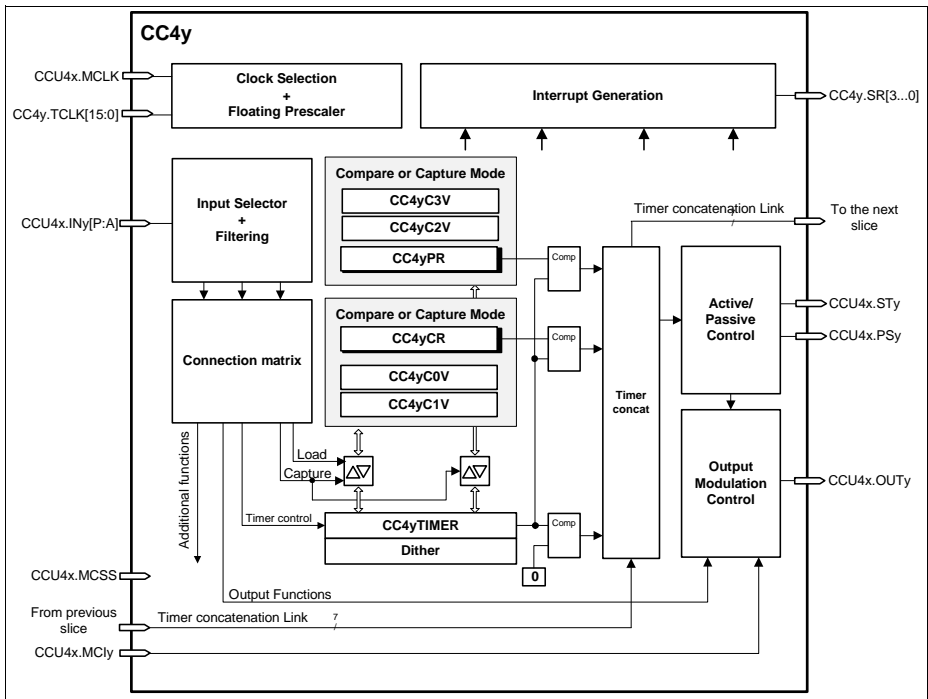 CC4y
CCU4x.MCLK
CC4y.TCLK[15:0]
Clock Selection
+
Floating Prescaler
Interrupt Generation
CC4y.SR[3...0]
CCU4x.INy[P:A]
Input Selector
+
Filtering
Compare or Capture Mode
CC4yC3V
CC4yC2V
CC4yPR
Comp
Timer concatenation Link
7
To the next
slice
Connection matrix
Compare or Capture Mode
CC4yCR
CC4yC0V
CC4yC1V
Comp
Timer
concat
Active/
Passive
Control
CCU4x.STy
CCU4x.PSy
Additional functions
Load
Capture
Timer control
CC4yTIMER
Dither
Comp
0
Output
Modulation
Control
CCU4x.OUTy
CCU4x.MCSS
Output Functions
From previous
slice
Timer concatenation Link
7
CCU4x.MCIy